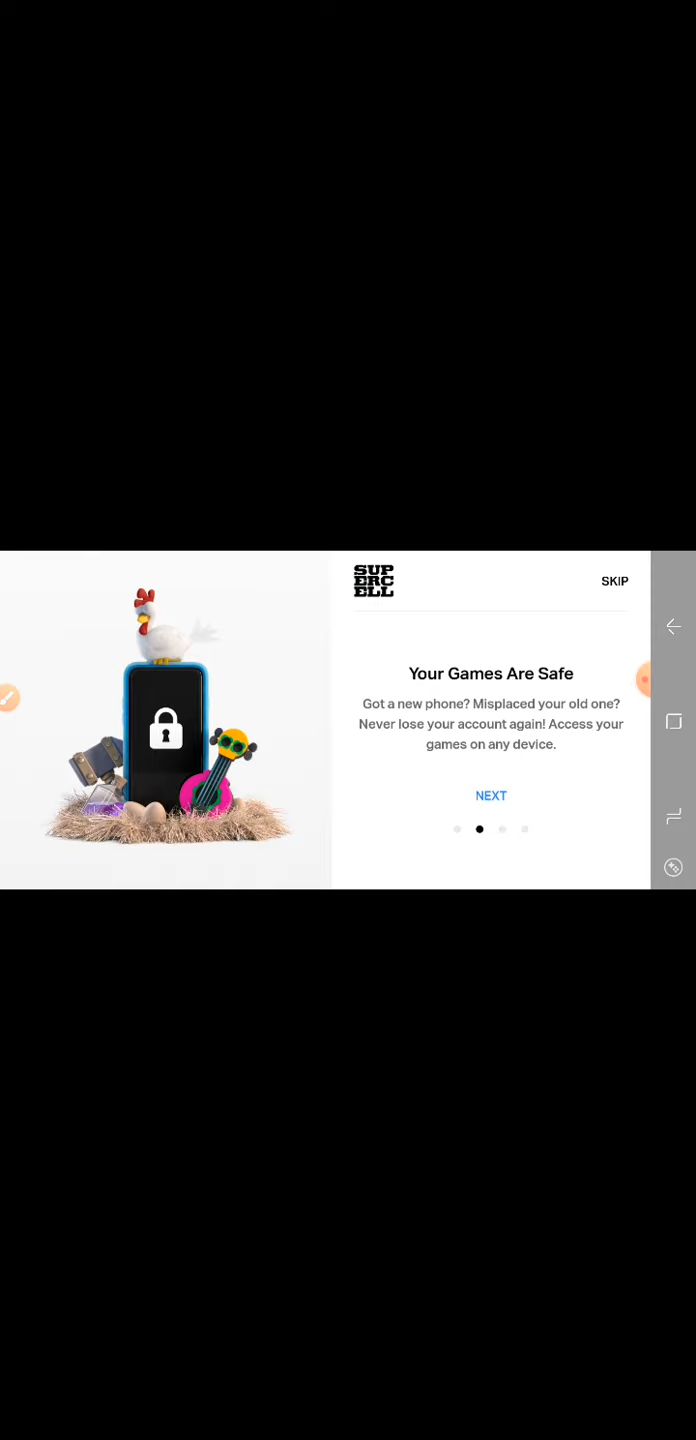 SUP
ERC
ELL
SKIP
Your Games Are Safe
Got a new phone? Misplaced your old one?
Never lose your account again! Access your
games on any device.
NEXT